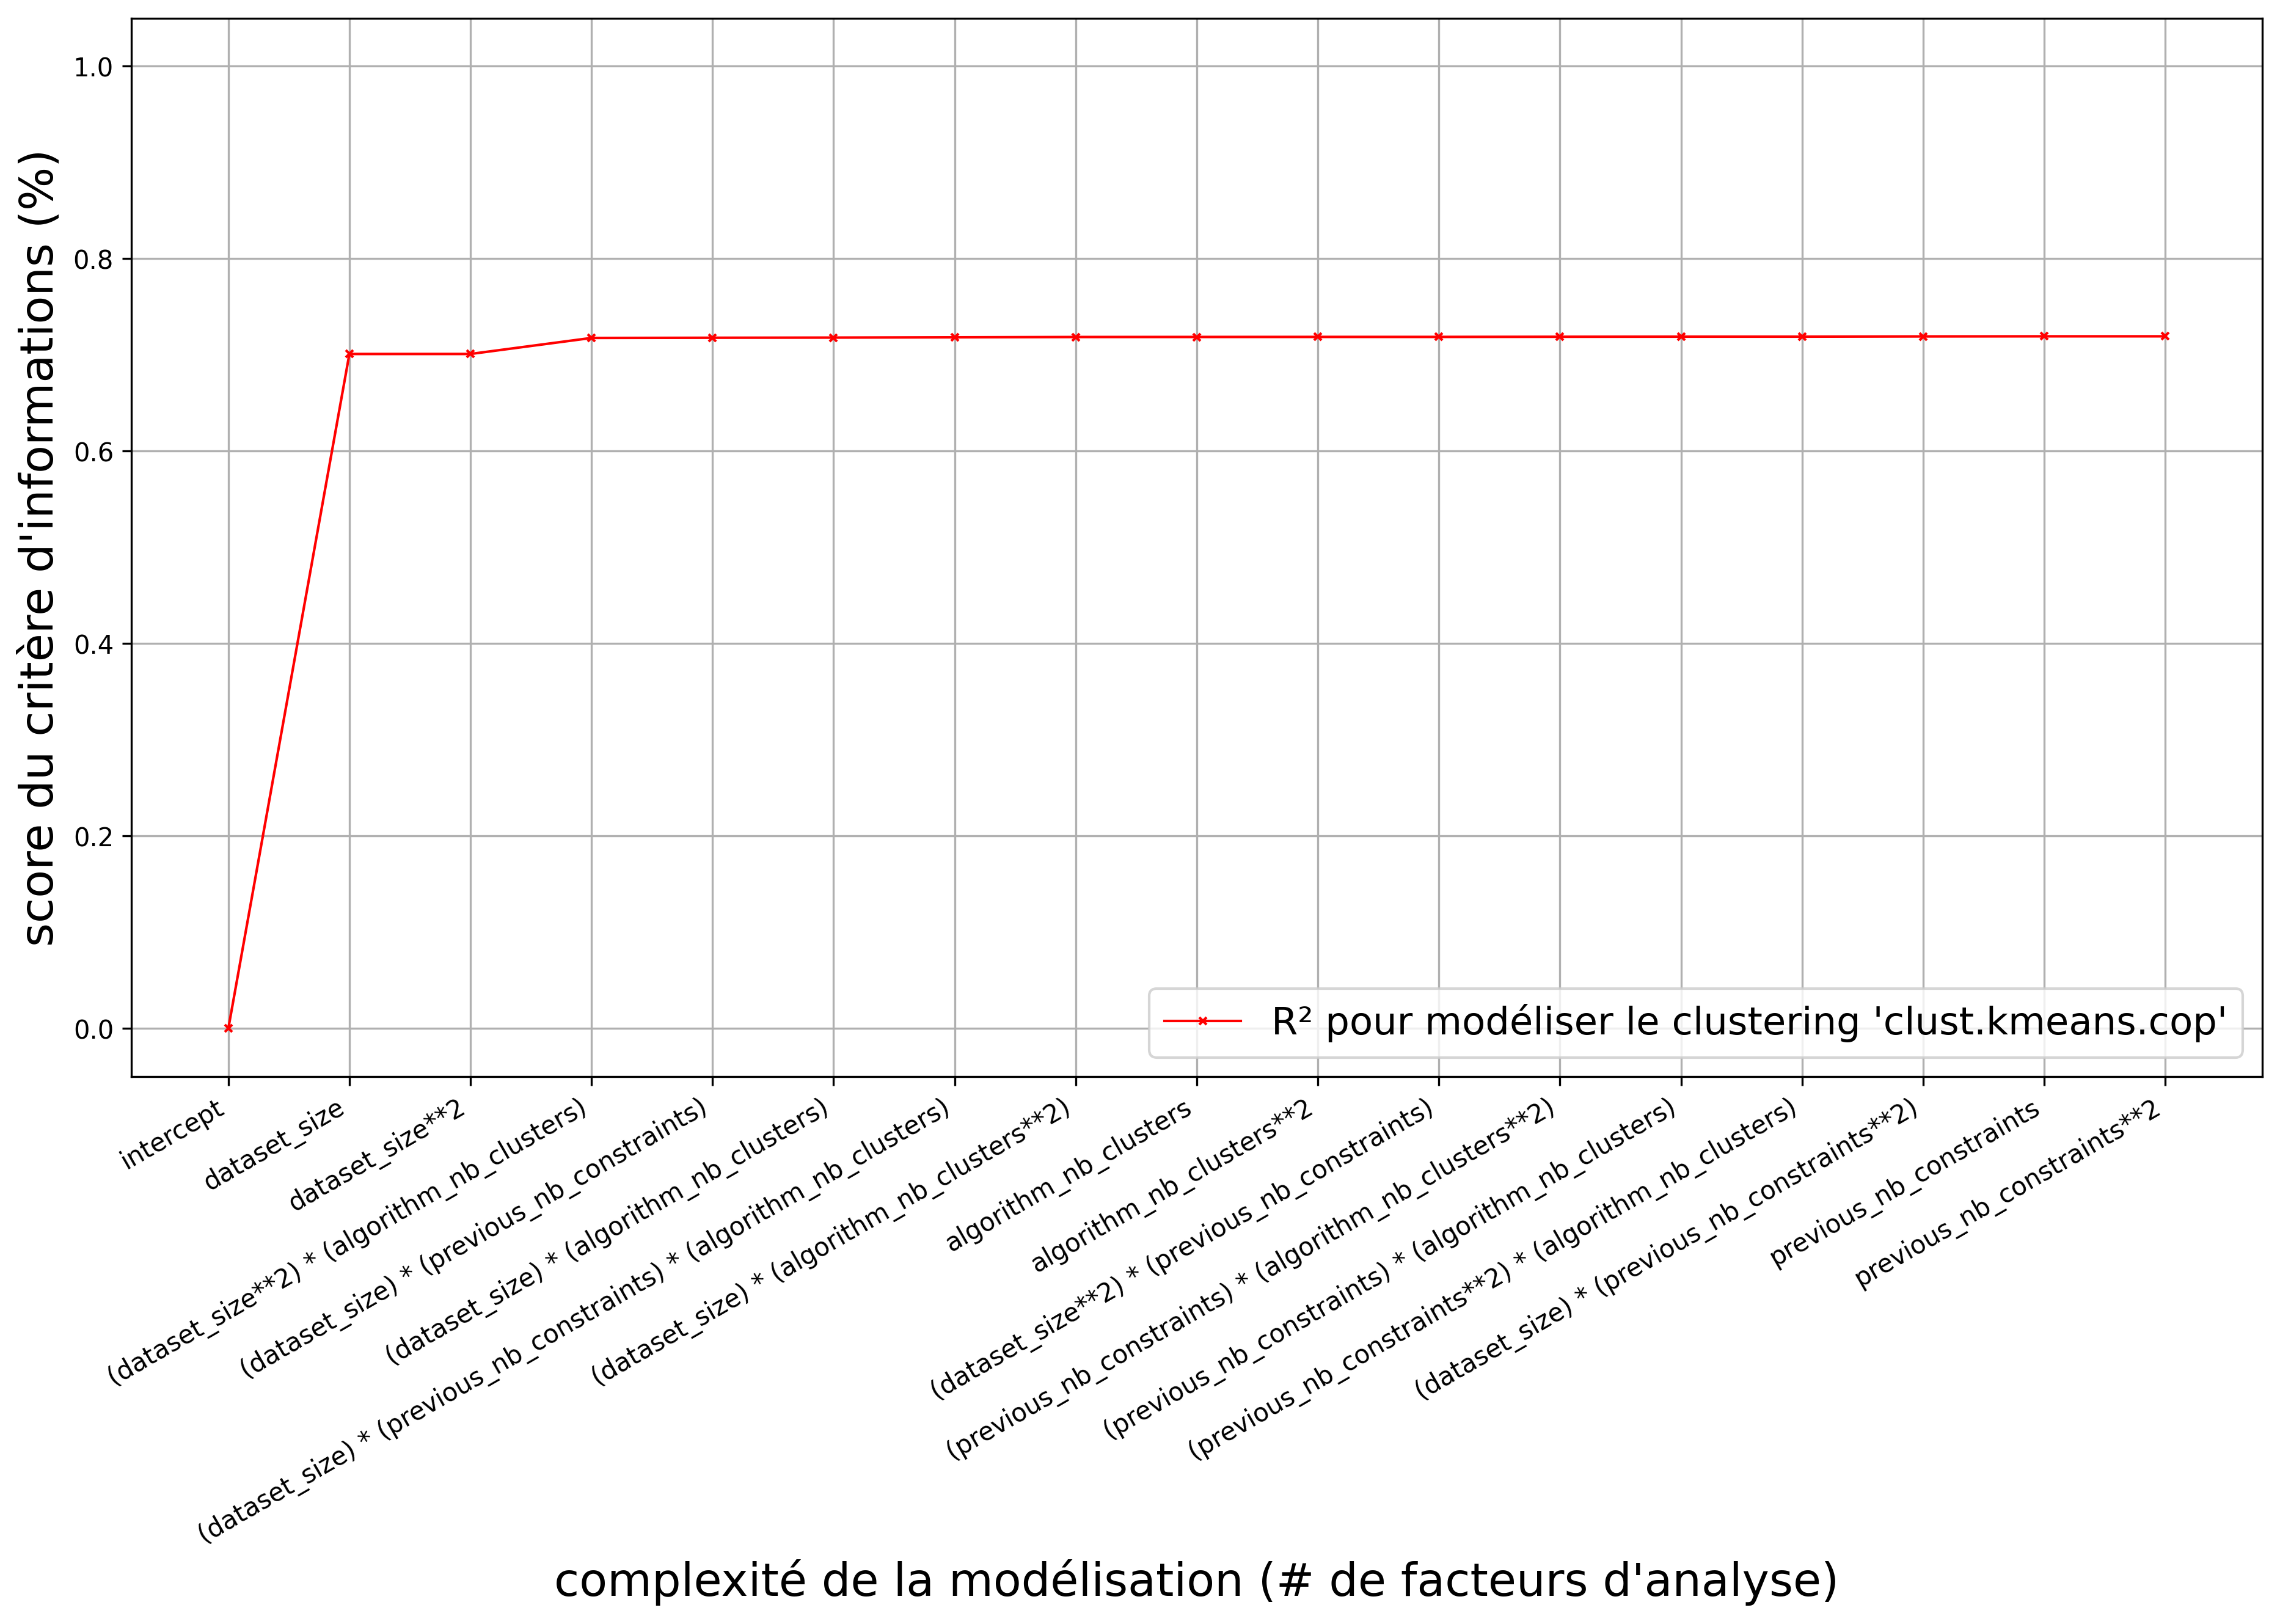 score du critère d'informations (%)
1.0
0.8
0.6
0.4
0.2
0.0
R² pour modéliser le clustering 'clust.kmeans.cop'
intercept
dataset_size
dataset_size**2
(dataset_size**2) * (algorithm_nb_clusters)
(dataset_size) * (previous_nb_constraints)
(dataset_size) * (algorithm_nb_clusters)
(dataset_size) * (previous_nb_constraints) * (algorithm_nb_clusters)
(dataset_size) * (algorithm_nb_clusters**2)
algorithm_nb_clusters
algorithm_nb_clusters**2
(dataset_size**2) * (previous_nb_constraints)
(previous_nb_constraints) * (algorithm_nb_clusters**2)
(previous_nb_constraints) * (algorithm_nb_clusters)
(previous_nb_constraints**2) * (algorithm_nb_clusters)
(dataset_size) * (previous_nb_constraints**2)
previous_nb_constraints
previous_nb_constraints**2
complexité de la modélisation (# de facteurs d'analyse)